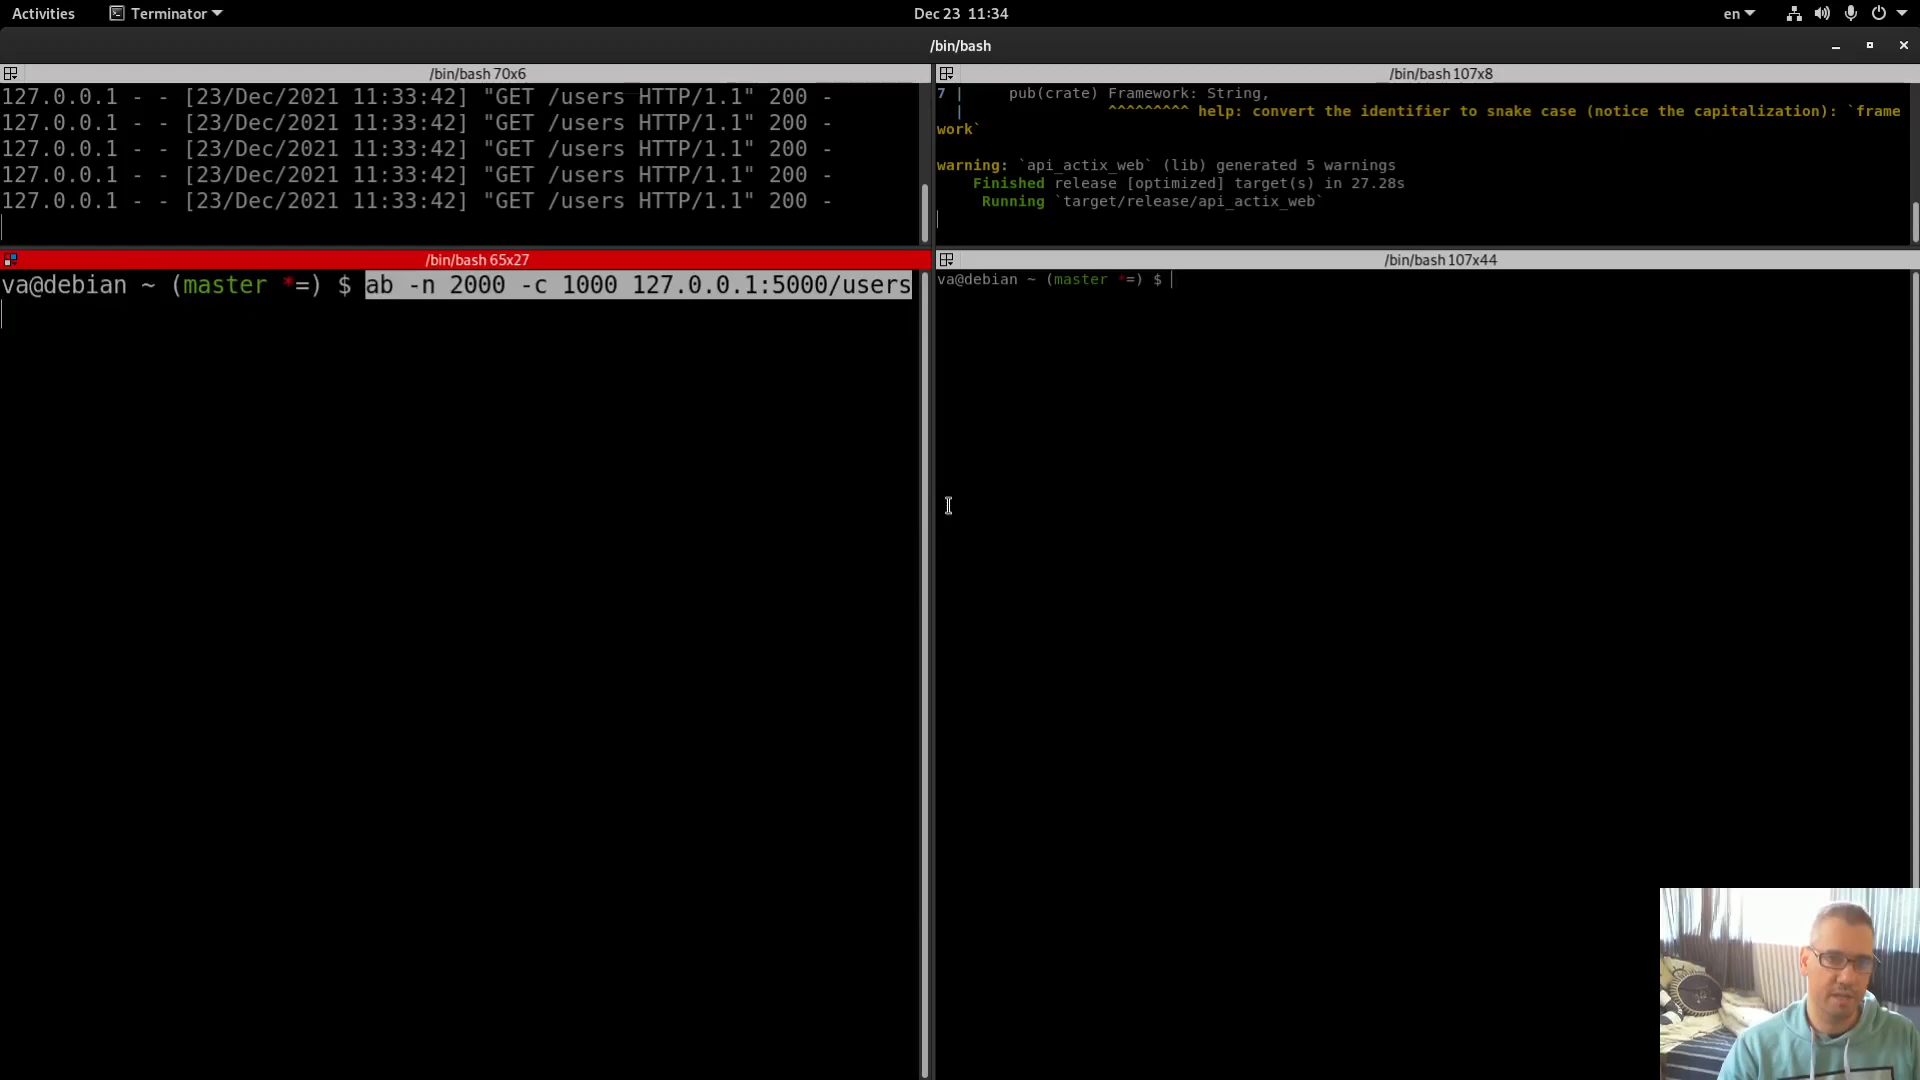 Activities Terminator Dec 23 11:34 en
/bin/bash
/bin/bash 70x6
127.0.0.1 - - [23/Dec/2021 11:33:42] "GET /users HTTP/1.1" 200 -
127.0.0.1 - - [23/Dec/2021 11:33:42] "GET /users HTTP/1.1" 200 -
127.0.0.1 - - [23/Dec/2021 11:33:42] "GET /users HTTP/1.1" 200 -
127.0.0.1 - - [23/Dec/2021 11:33:42] "GET /users HTTP/1.1" 200 -
127.0.0.1 - - [23/Dec/2021 11:33:42] "GET /users HTTP/1.1" 200 -
/bin/bash 107x8
7 | pub(crate) Framework: String,
| ^^^^^^^^^ help: convert the identifier to snake case (notice the capitalization): `frame
work`
warning: `api_actix_web` (lib) generated 5 warnings
Finished release [optimized] target(s) in 27.28s
Running `target/release/api_actix_web`
/bin/bash 65x27
va@debian ~ (master *=) $ ab -n 2000 -c 1000 127.0.0.1:5000/users
/bin/bash 107x44
va@debian ~ (master *=) $